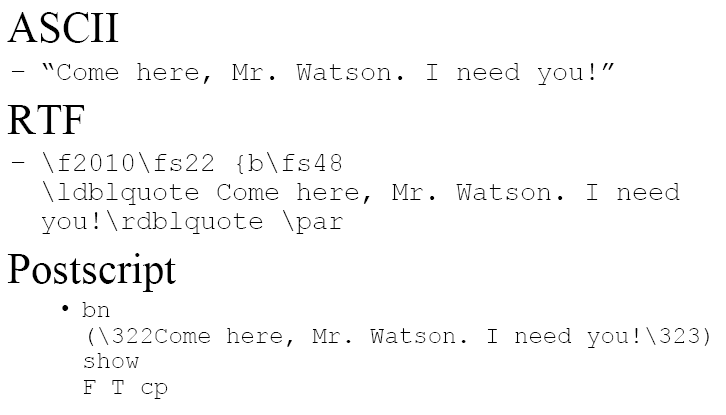 ASCII
– “Come here, Mr. Watson. I need you!”
RTF
– \f2010\fs22 {b\fs48
\ldblquote Come here, Mr. Watson. I need
you!\rdblquote \par
Postscript
• bn
(\322Come here, Mr. Watson. I need you!\323)
show
F T cp